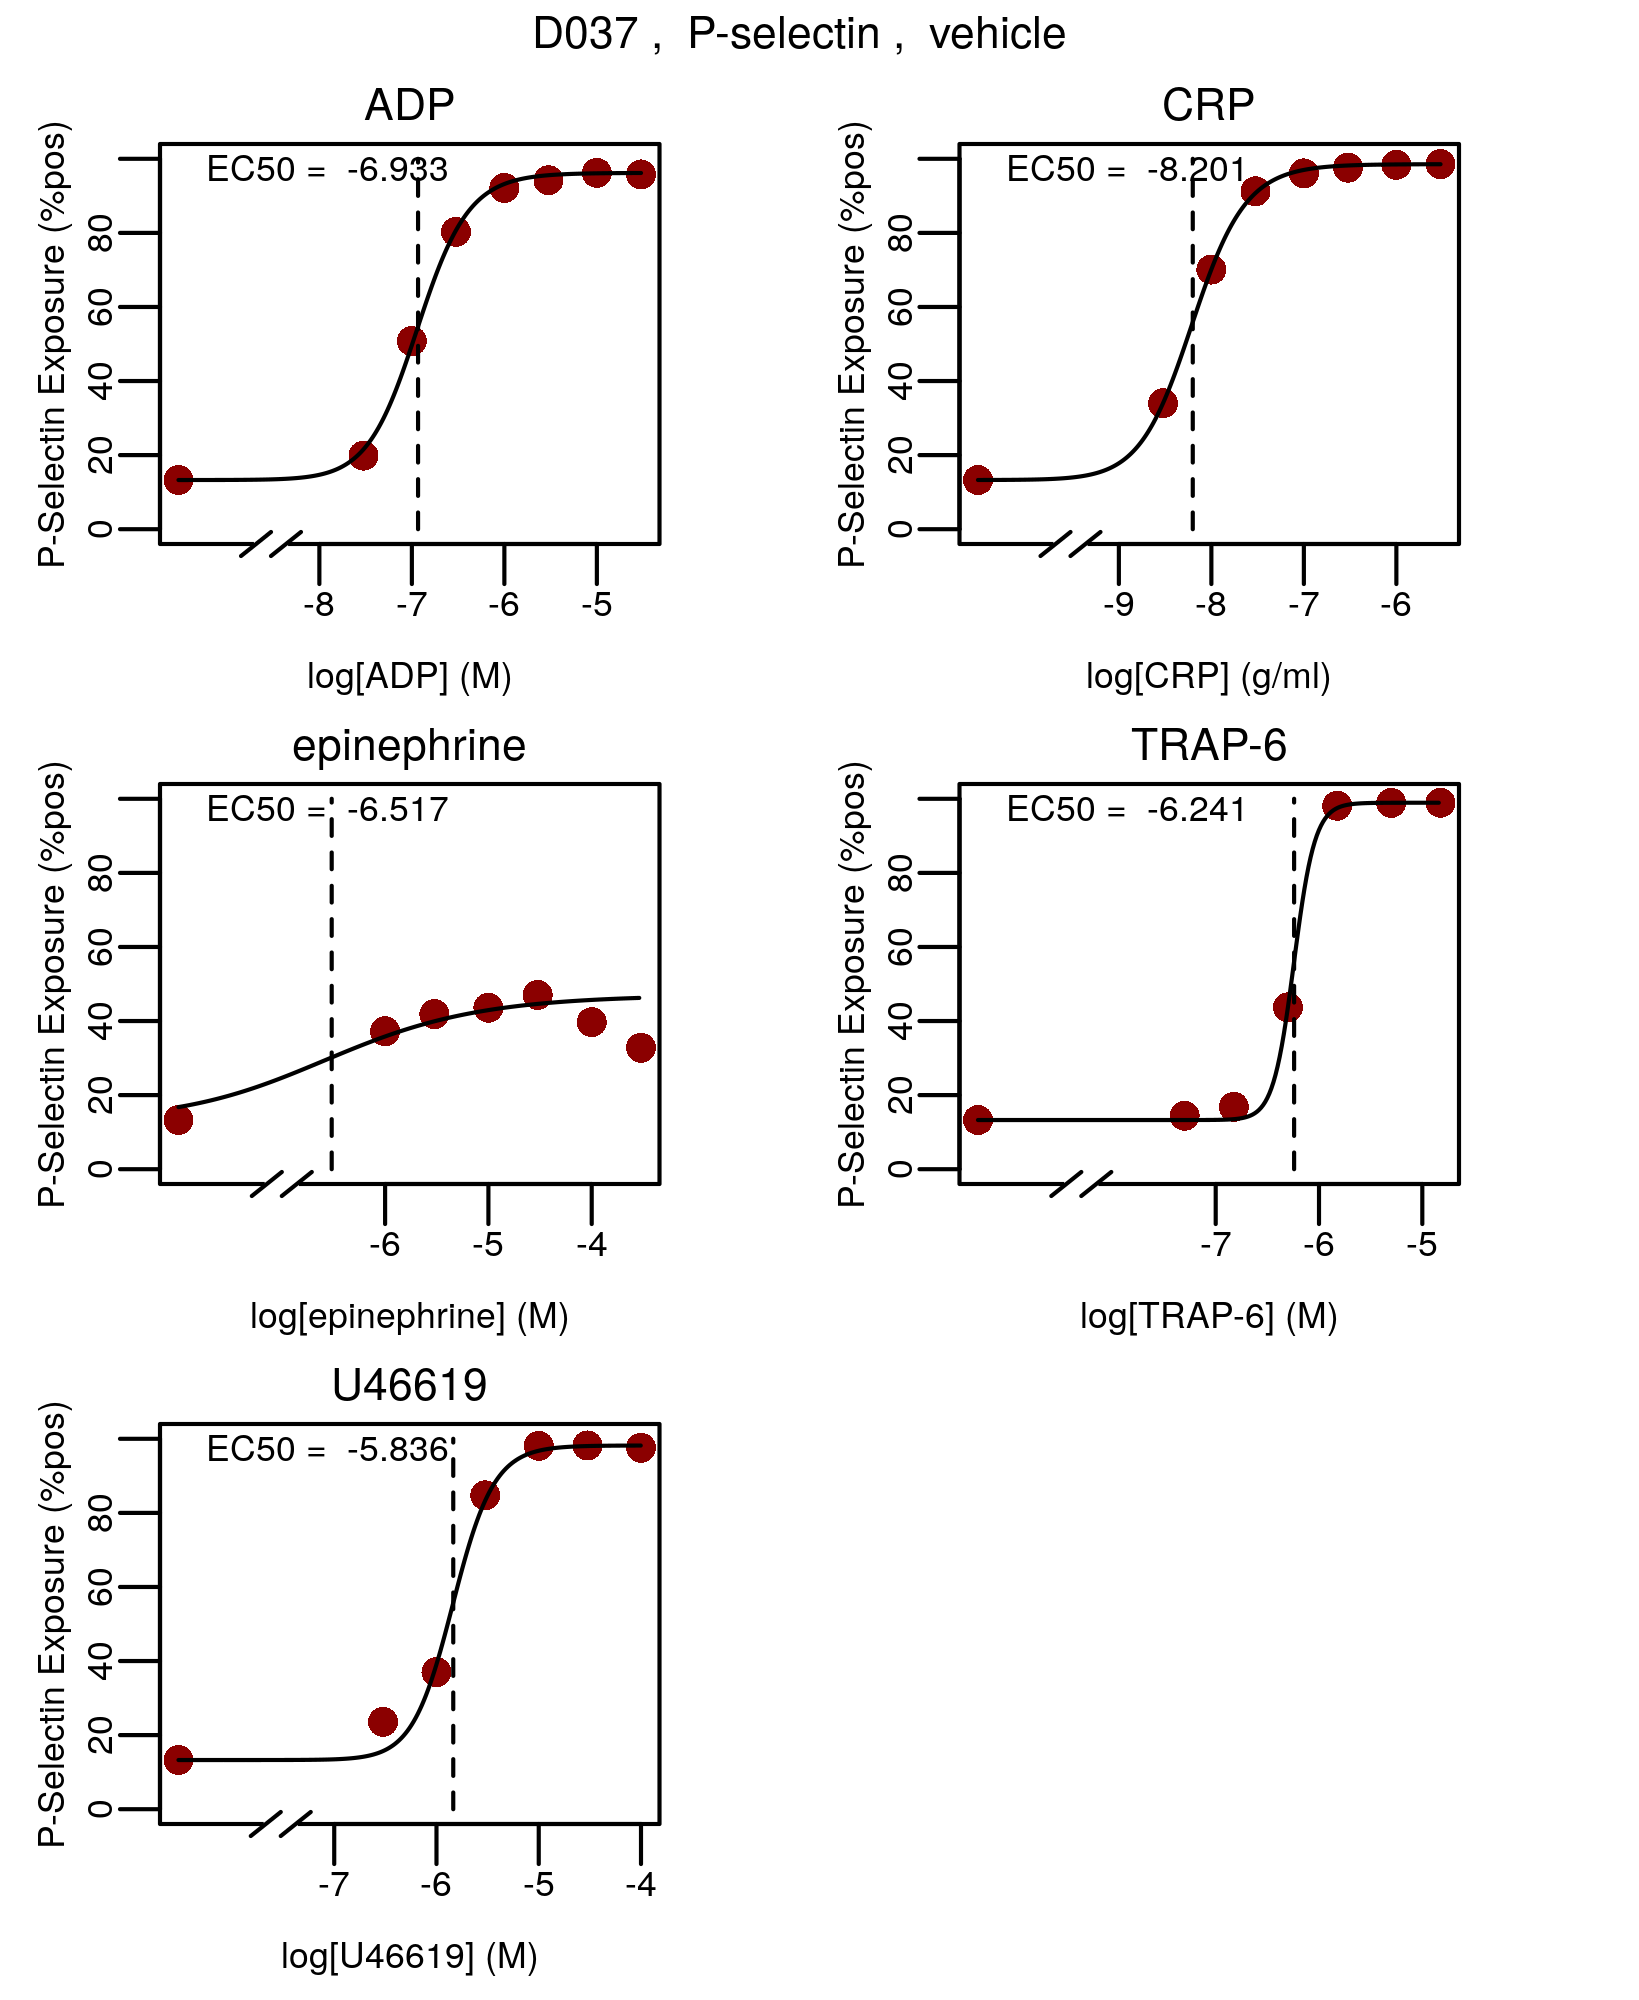 D037 , P-selectin , vehicle
ADP
EC50 = -6.933
P-Selectin Exposure (%pos)
0 20 40 60 80
-8 -7 -6 -5
log[ADP] (M)
CRP
EC50 = -8.201
P-Selectin Exposure (%pos)
0 20 40 60 80
-9 -8 -7 -6
log[CRP] (g/ml)
epinephrine
EC50 = -6.517
P-Selectin Exposure (%pos)
0 20 40 60 80
-6 -5 -4
log[epinephrine] (M)
TRAP-6
EC50 = -6.241
P-Selectin Exposure (%pos)
0 20 40 60 80
-7 -6 -5
log[TRAP-6] (M)
U46619
EC50 = -5.836
P-Selectin Exposure (%pos)
0 20 40 60 80
-7 -6 -5 -4
log[U46619] (M)